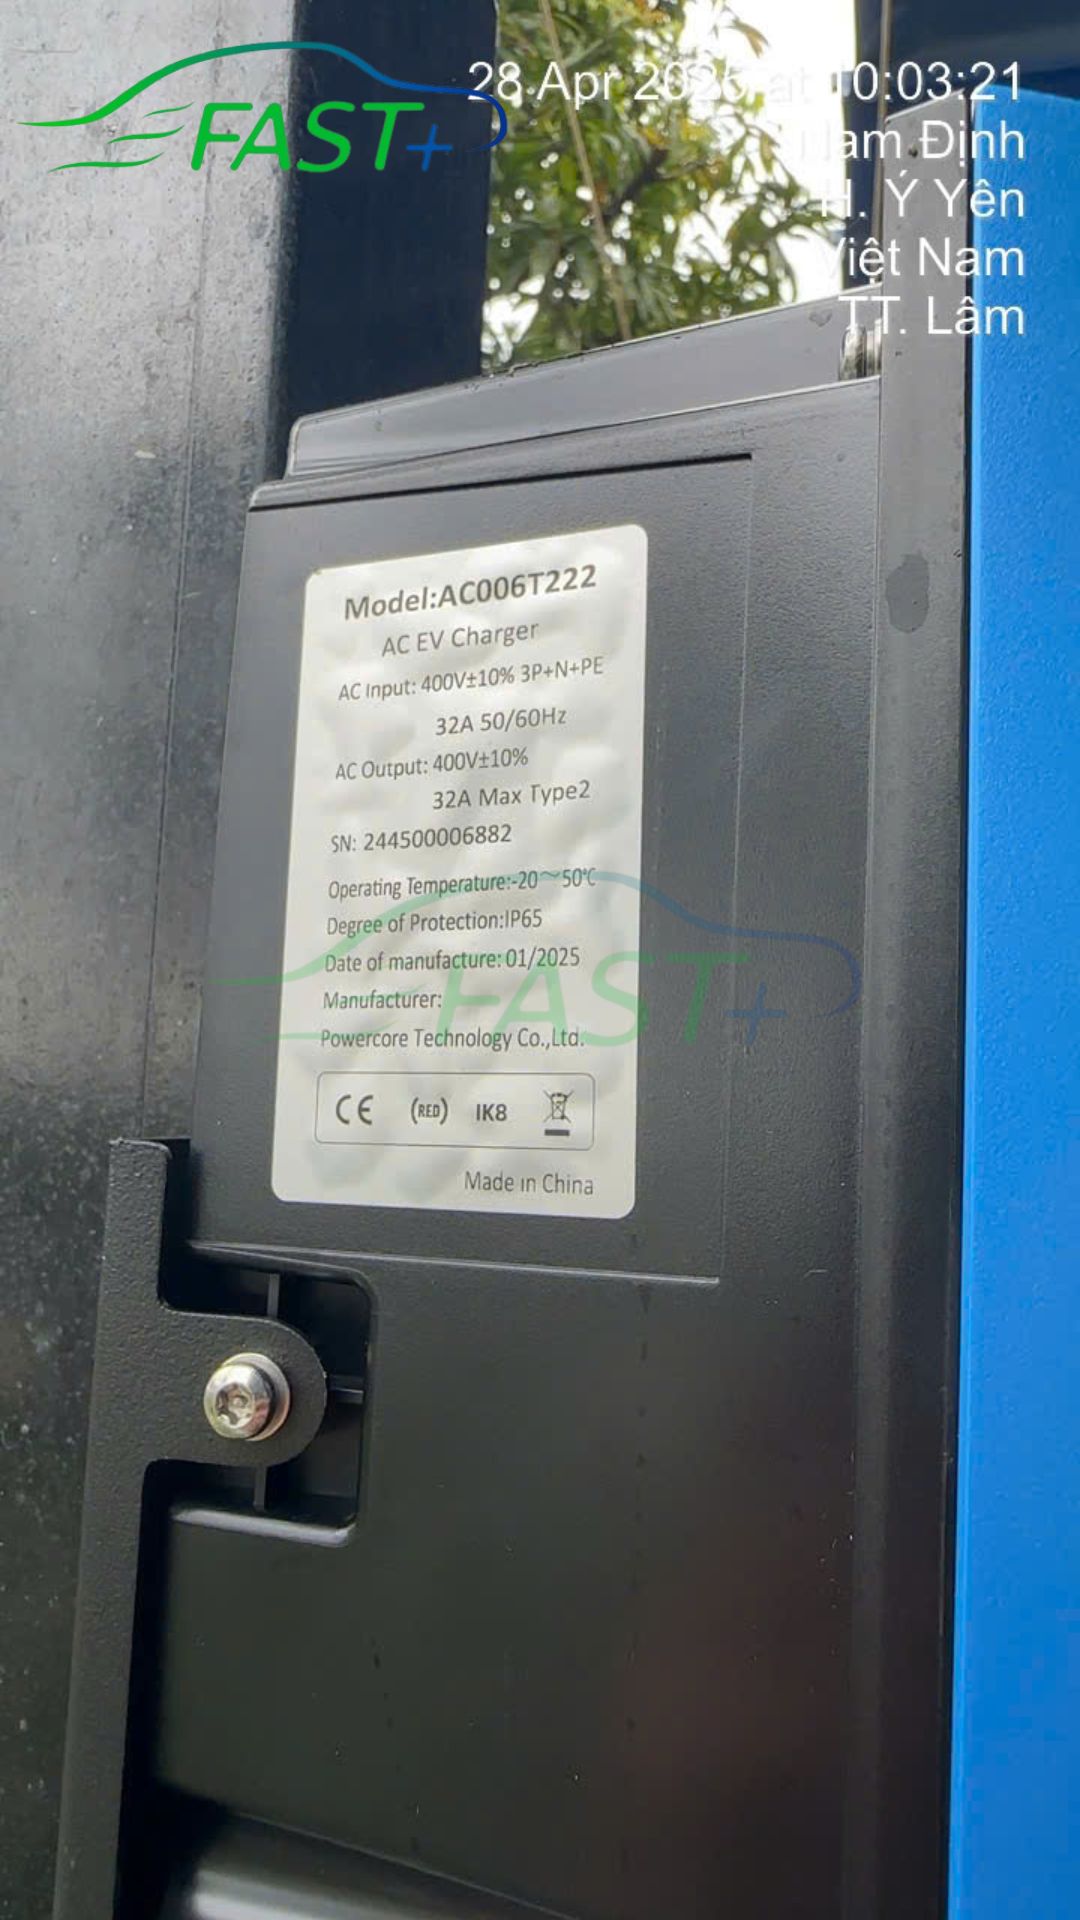 FAST+
28 Apr 2025 at 10:03:21
Nam Định
H. Ý Yên
Việt Nam
TT. Lâm
Model:AC006T222
AC EV Charger
AC Input: 400V±10% 3P+N+PE
32A 50/60Hz
AC Output: 400V±10%
32A Max Type2
SN: 244500006882
Operating Temperature:-20~50℃
Degree of Protection:IP65
Date of manufacture: 01/2025
Manufacturer:
Powercore Technology Co.,Ltd.
FAST+
CE (RED) IK8
Made in China